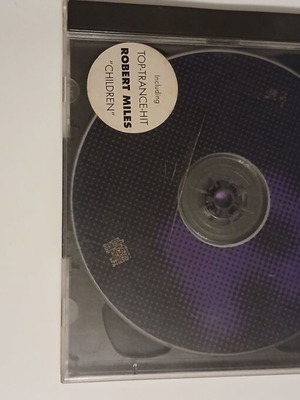 Including
TOP-TRANCE-HIT
ROBERT MILES
"CHILDREN"